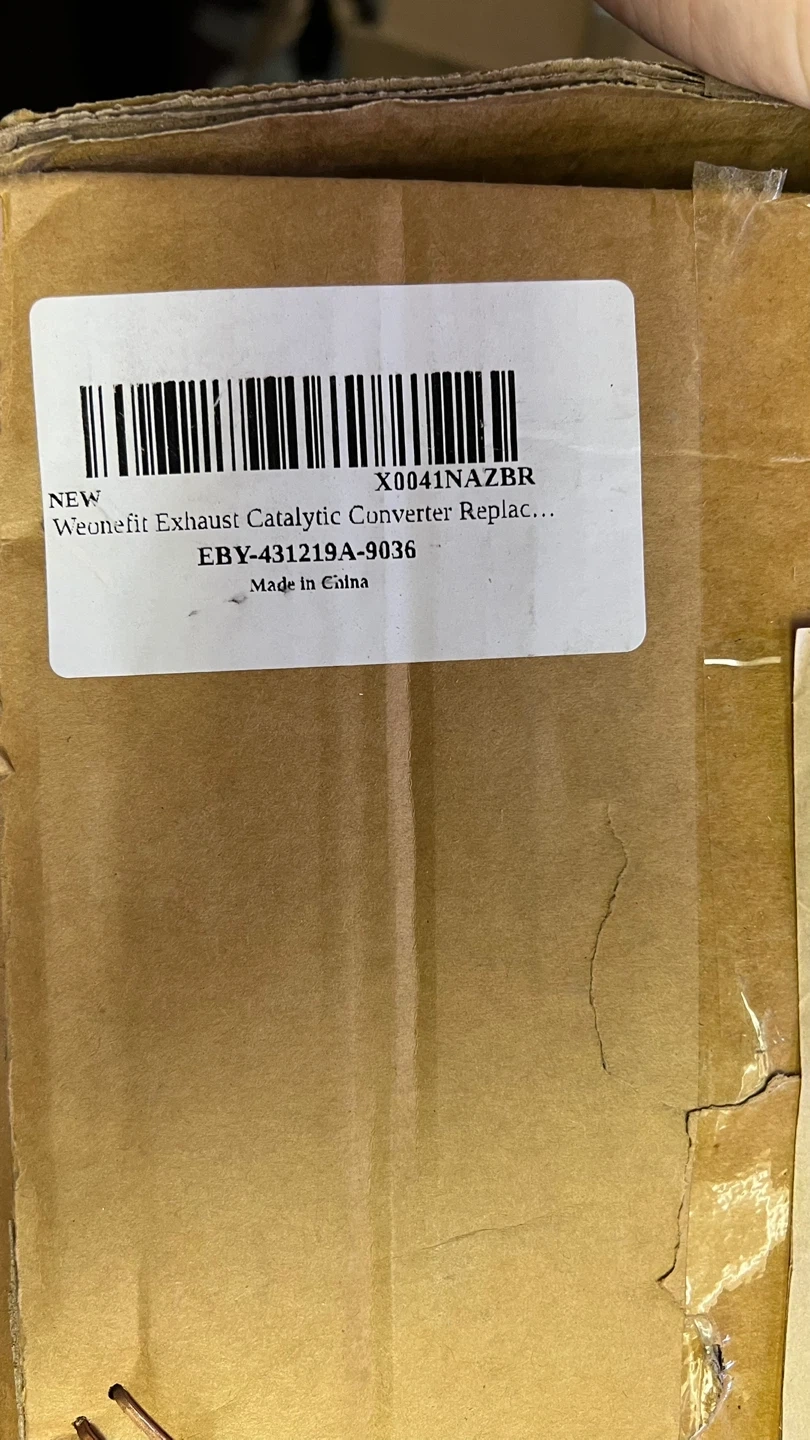 X0041NAZBR
NEW
Weonefit Exhaust Catalytic Converter Replac...
EBY-431219A-9036
Made in China